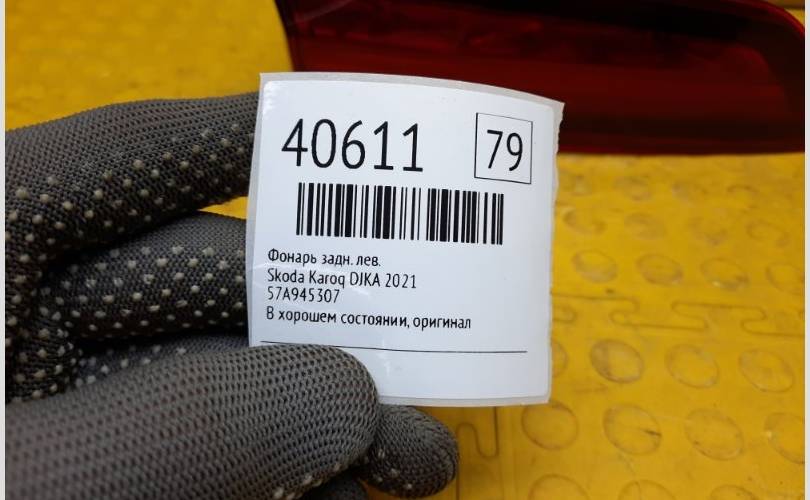 40611 79
Фонарь задн. лев.
Skoda Karoq DJKA 2021
57A945307
В хорошем состоянии, оригинал